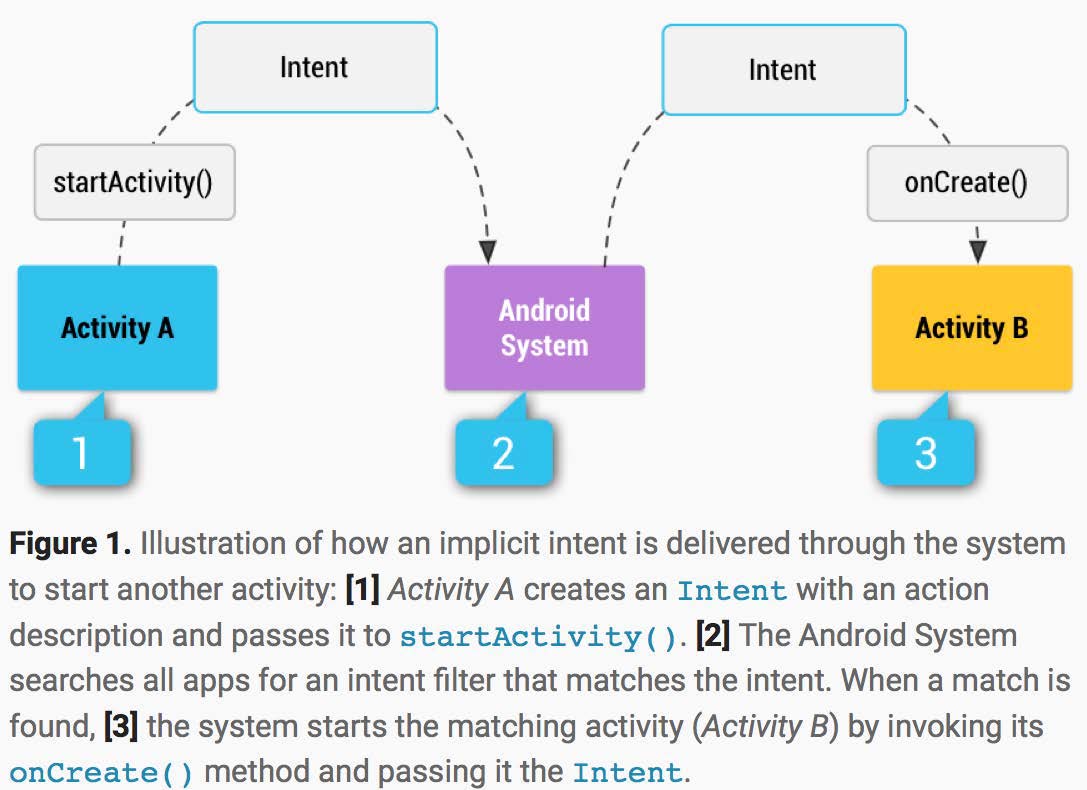 Intent
Intent
startActivity()
onCreate()
Activity A
Android
System
Activity B
1
2
3
Figure 1. Illustration of how an implicit intent is delivered through the system
to start another activity: [1] Activity A creates an Intent with an action
description and passes it to startActivity(). [2] The Android System
searches all apps for an intent filter that matches the intent. When a match is
found, [3] the system starts the matching activity (Activity B) by invoking its
onCreate() method and passing it the Intent.